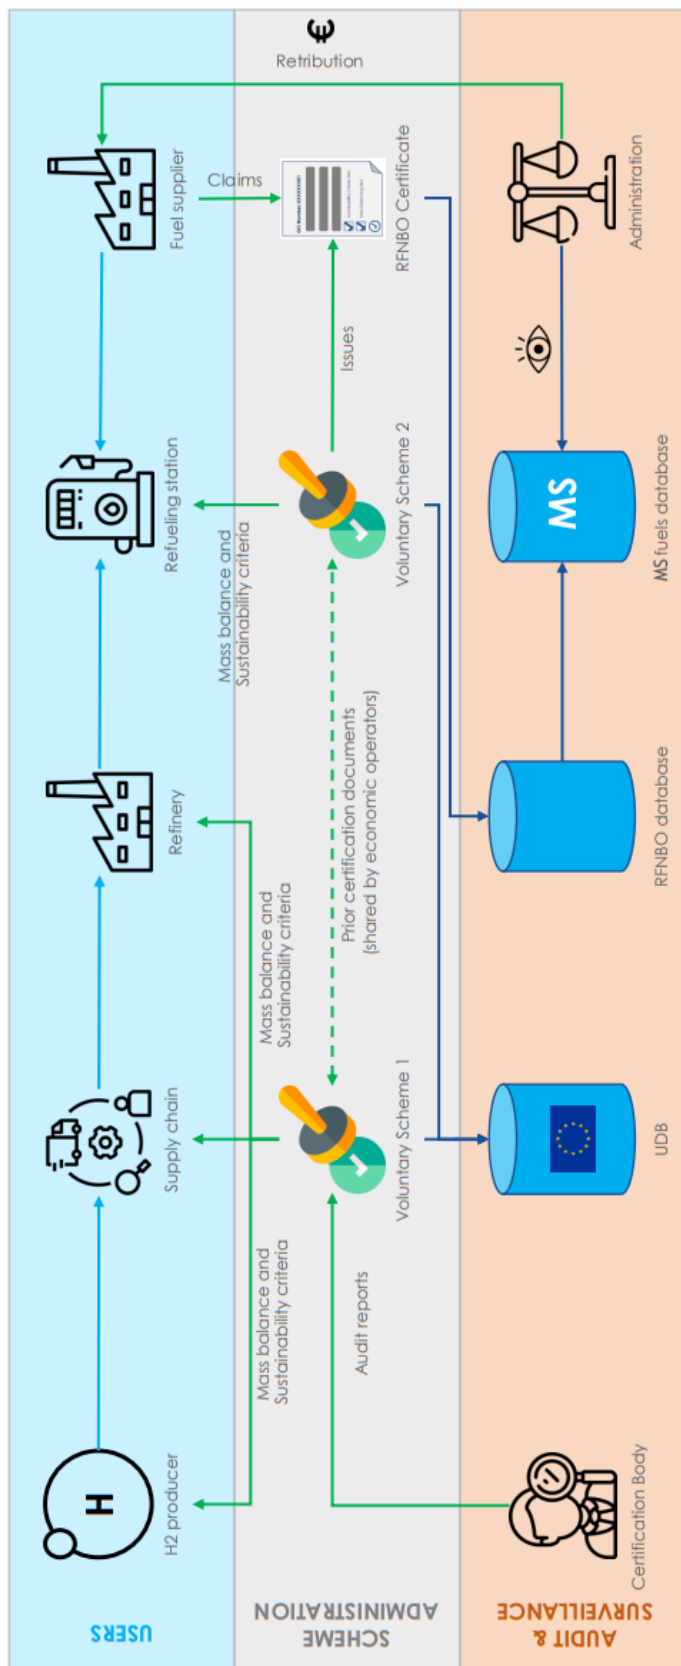 USERS
H2 producer
Supply chain
Refinery
Refueling station
Fuel supplier
SCHEME
ADMINISTRATION
Mass balance and
Sustainability criteria
Mass balance and
Sustainability criteria
Mass balance and
Sustainability criteria
Claims
Retribution
€
Audit reports
Voluntary Scheme 1
Prior certification documents
(shared by economic operators)
Voluntary Scheme 2
Issues
RFNBO Certificate
AUDIT &
SURVEILLANCE
Certification Body
UDB
RFNBO database
MS
MS fuels database
Administration
H